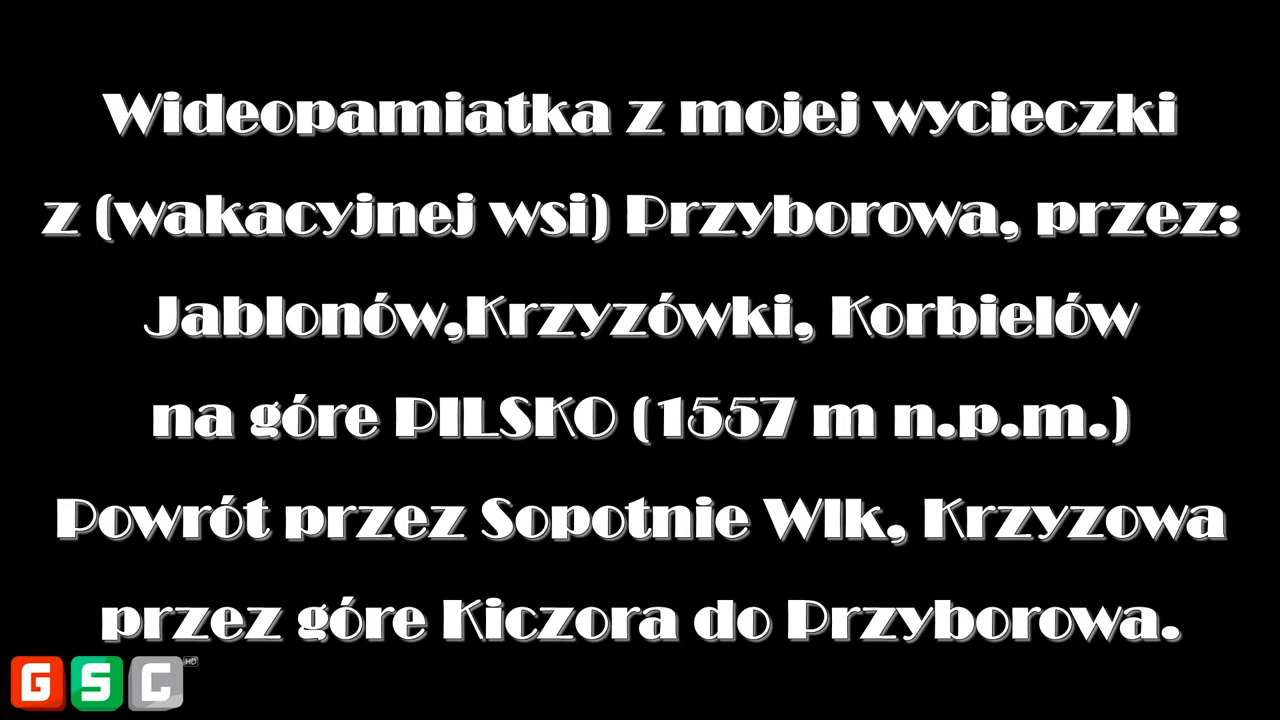 Wideopamiatka z mojej wycieczki
z (wakacyjnej wsi) Przyborowa, przez:
Jablonów,Krzyzówki, Korbielów
na góre PILSKO (1557 m n.p.m.)
Powrót przez Sopotnie Wlk, Krzyzowa
przez góre Kiczora do Przyborowa.
GSC HD